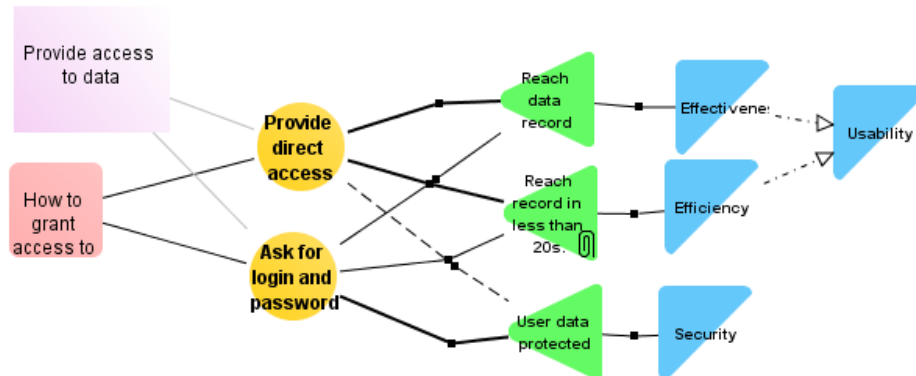 Provide access
to data
How to
grant
access to
Provide
direct
access
Ask for
login and
password
Reach
data
record
Reach
record in
less than
20s.
User data
protected
Effectivenes
Efficiency
Security
Usability